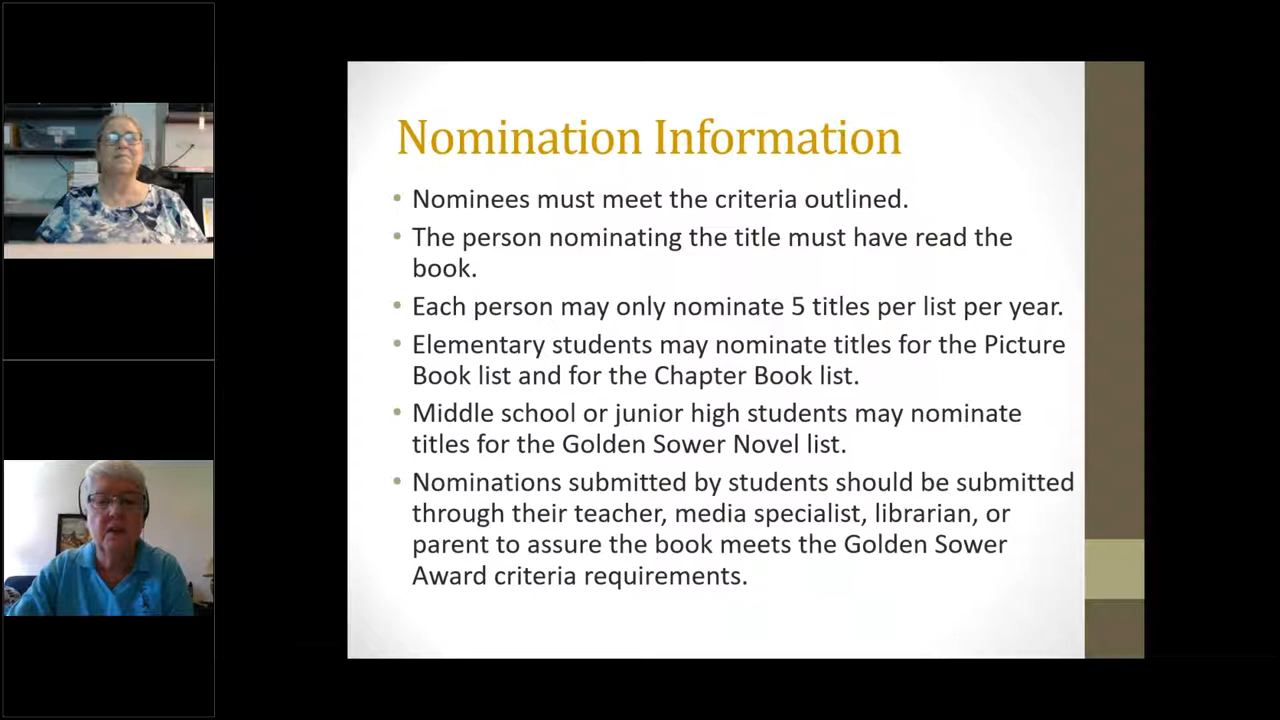 Nomination Information
• Nominees must meet the criteria outlined.
• The person nominating the title must have read the
book.
• Each person may only nominate 5 titles per list per year.
• Elementary students may nominate titles for the Picture
Book list and for the Chapter Book list.
• Middle school or junior high students may nominate
titles for the Golden Sower Novel list.
• Nominations submitted by students should be submitted
through their teacher, media specialist, librarian, or
parent to assure the book meets the Golden Sower
Award criteria requirements.